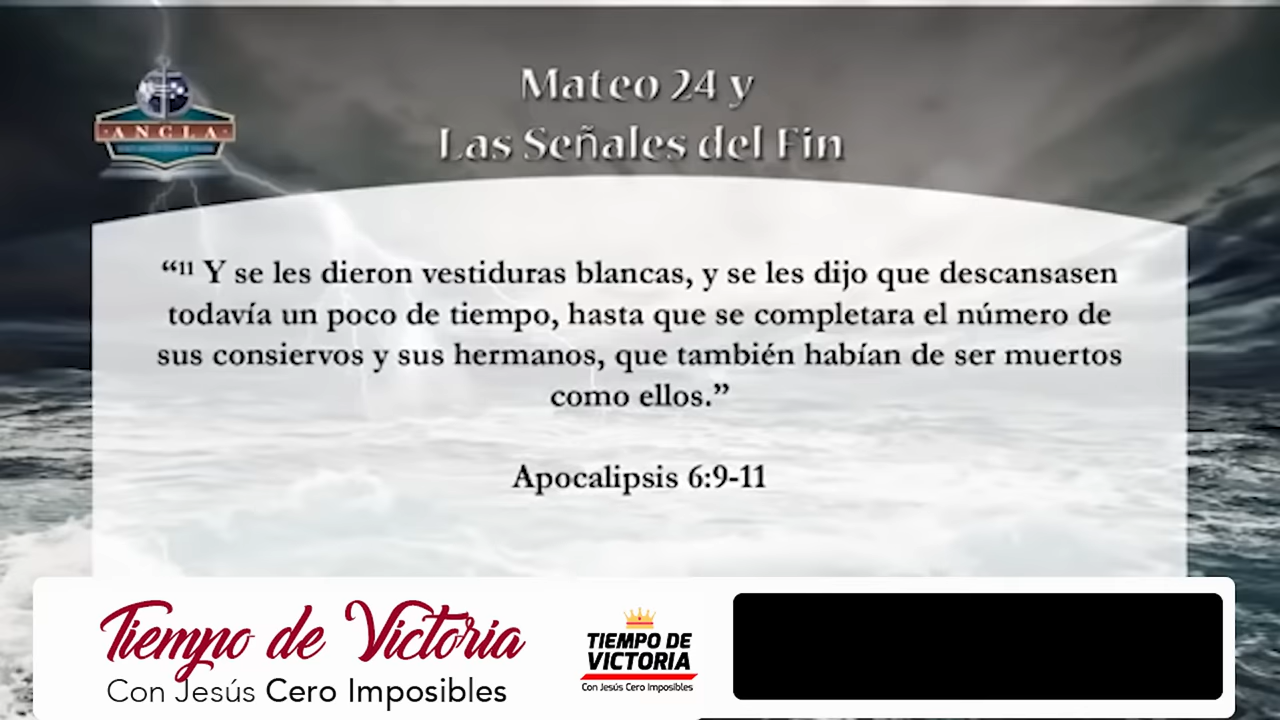 Mateo 24 y
Las Señales del Fin
ANCLA
“¹¹ Y se les dieron vestiduras blancas, y se les dijo que descansasen
todavía un poco de tiempo, hasta que se completara el número de
sus consiervos y sus hermanos, que también habían de ser muertos
como ellos.”
Apocalipsis 6:9-11
Tiempo de Victoria
Con Jesús Cero Imposibles
TIEMPO DE
VICTORIA
Con Jesús Cero Imposibles